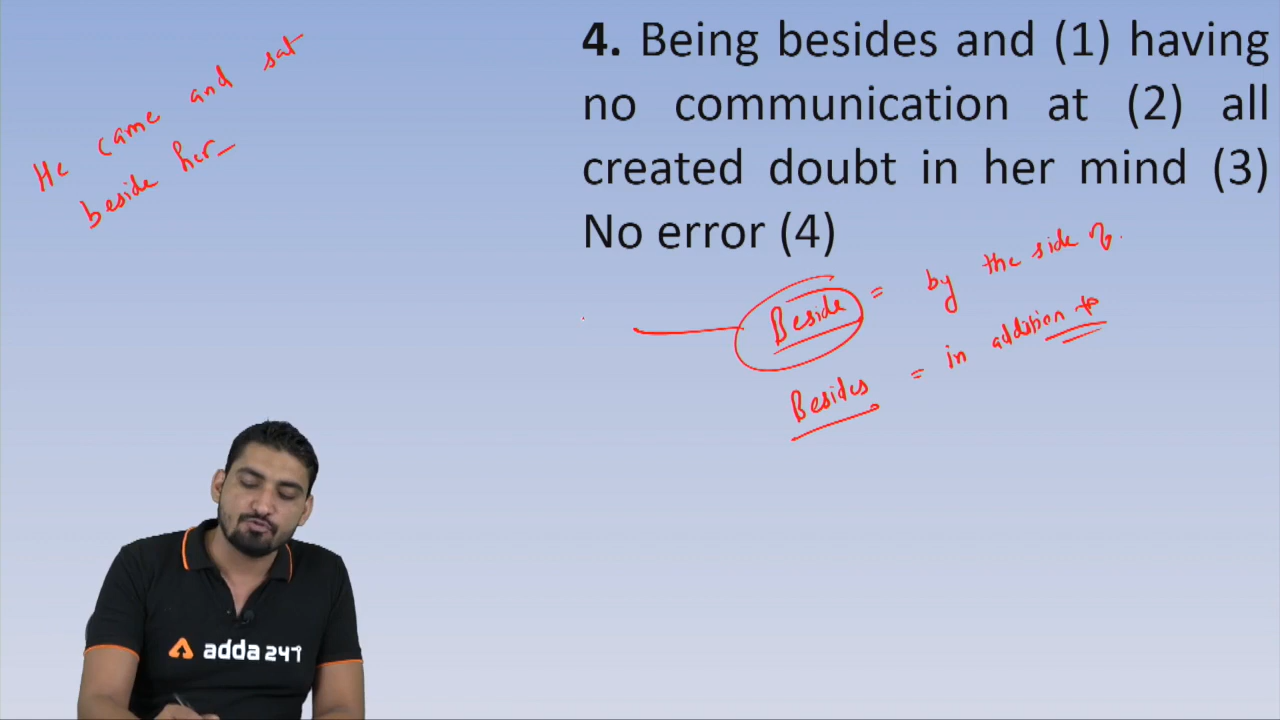 4. Being besides and (1) having
no communication at (2) all
created doubt in her mind (3)
No error (4)
He came and sat
beside her
Beside = by the side of.
Besides = in addition to
adda 247